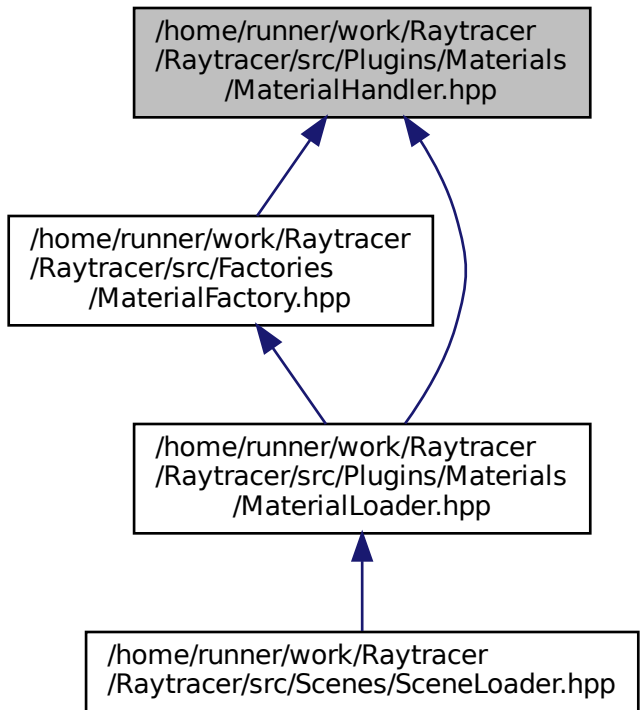 /home/runner/work/Raytracer
/Raytracer/src/Plugins/Materials
/MaterialHandler.hpp
/home/runner/work/Raytracer
/Raytracer/src/Factories
/MaterialFactory.hpp
/home/runner/work/Raytracer
/Raytracer/src/Plugins/Materials
/MaterialLoader.hpp
/home/runner/work/Raytracer
/Raytracer/src/Scenes/SceneLoader.hpp